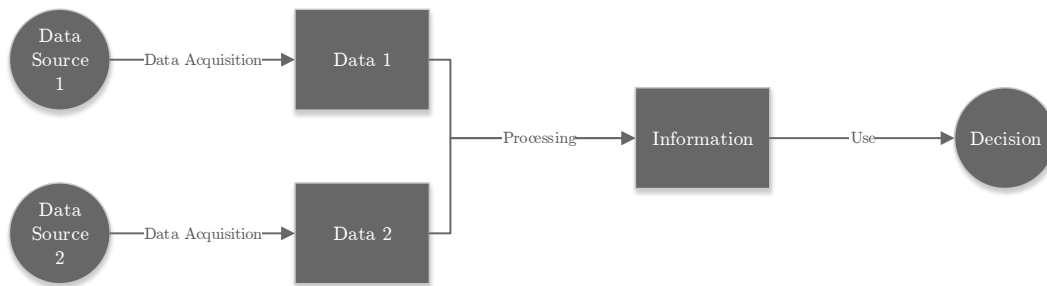 Data
Source
1
Data Acquisition
Data 1
Processing
Information
Use
Decision
Data
Source
2
Data Acquisition
Data 2